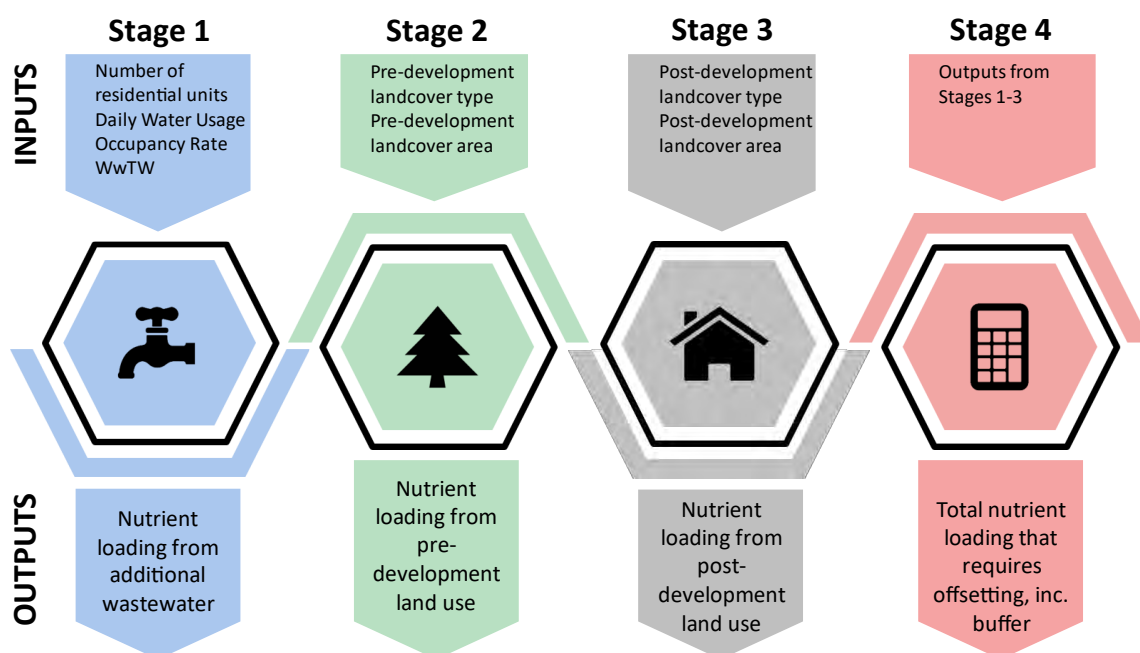 Stage 1
Stage 2
Stage 3
Stage 4
INPUTS
Number of
residential units
Daily Water Usage
Occupancy Rate
WwTW
Pre-development
landcover type
Pre-development
landcover area
Post-development
landcover type
Post-development
landcover area
Outputs from
Stages 1-3
OUTPUTS
Nutrient
loading from
additional
wastewater
Nutrient
loading from
pre-
development
land use
Nutrient
loading from
post-
development
land use
Total nutrient
loading that
requires
offsetting, inc.
buffer